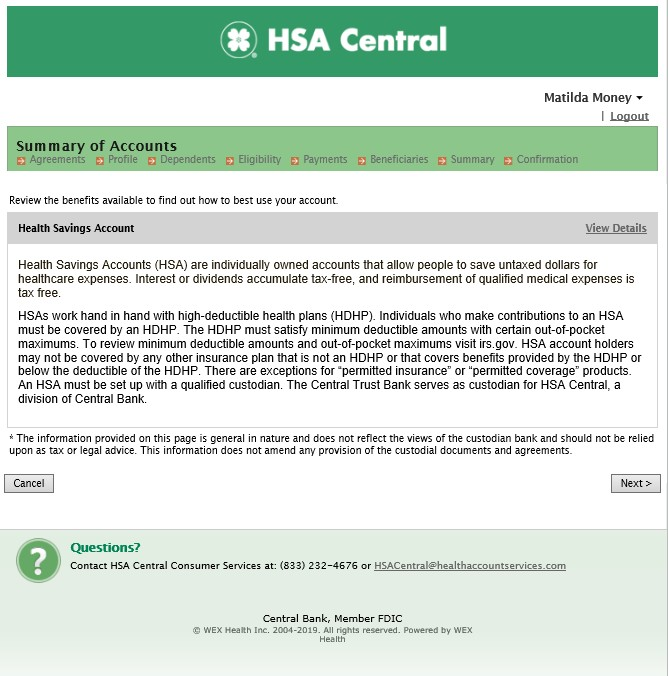 HSA Central
Matilda Money
| Logout
Summary of Accounts
Agreements Profile Dependents Eligibility Payments Beneficiaries Summary Confirmation
Review the benefits available to find out how to best use your account.
Health Savings Account View Details
Health Savings Accounts (HSA) are individually owned accounts that allow people to save untaxed dollars for
healthcare expenses. Interest or dividends accumulate tax-free, and reimbursement of qualified medical expenses is
tax free.
HSAs work hand in hand with high-deductible health plans (HDHP). Individuals who make contributions to an HSA
must be covered by an HDHP. The HDHP must satisfy minimum deductible amounts with certain out-of-pocket
maximums. To review minimum deductible amounts and out-of-pocket maximums visit irs.gov. HSA account holders
may not be covered by any other insurance plan that is not an HDHP or that covers benefits provided by the HDHP or
below the deductible of the HDHP. There are exceptions for “permitted insurance” or “permitted coverage” products.
An HSA must be set up with a qualified custodian. The Central Trust Bank serves as custodian for HSA Central, a
division of Central Bank.
* The information provided on this page is general in nature and does not reflect the views of the custodian bank and should not be relied
upon as tax or legal advice. This information does not amend any provision of the custodial documents and agreements.
Cancel Next >
?
Questions?
Contact HSA Central Consumer Services at: (833) 232-4676 or HSACentral@healthaccountservices.com
Central Bank, Member FDIC
© WEX Health Inc. 2004-2019. All rights reserved. Powered by WEX
Health